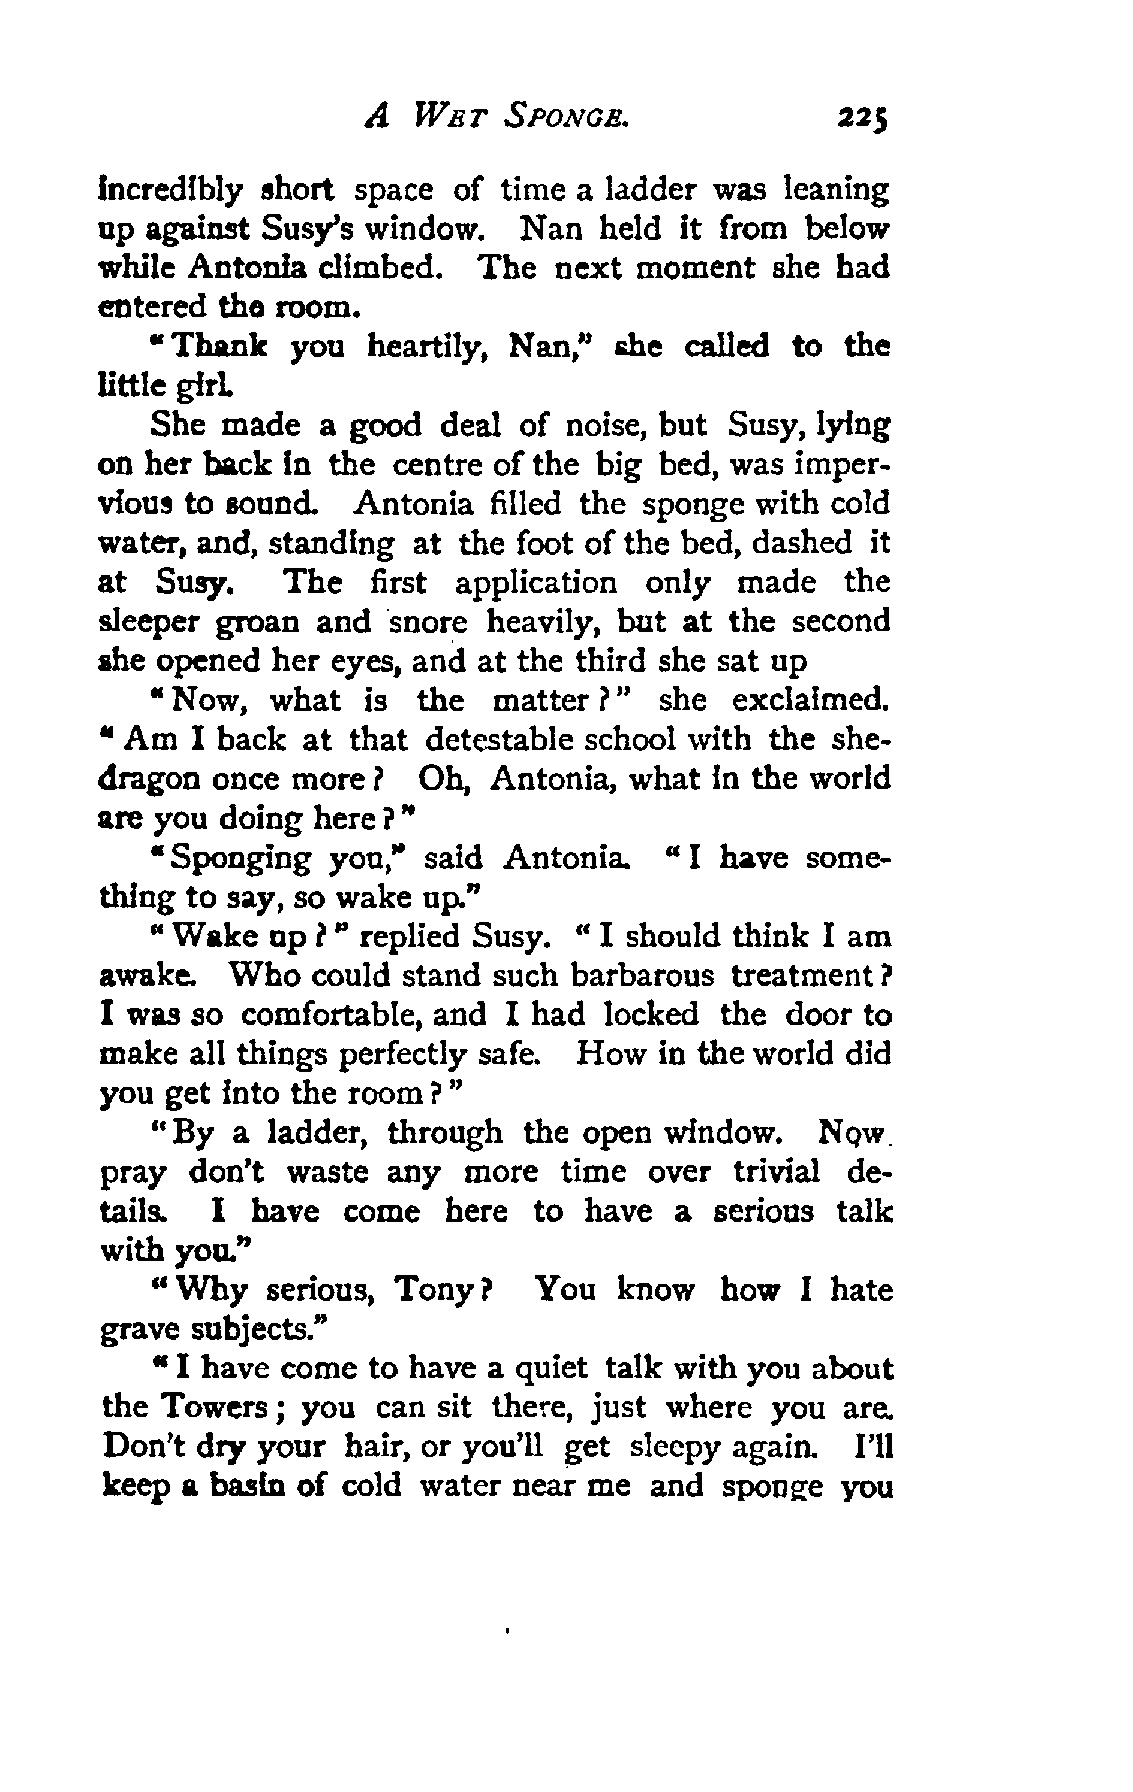 A WET SPONGE. 225
incredibly short space of time a ladder was leaning
up against Susy's window. Nan held it from below
while Antonia climbed. The next moment she had
entered the room.
"Thank you heartily, Nan," she called to the
little girl.
She made a good deal of noise, but Susy, lying
on her back in the centre of the big bed, was imper-
vious to sound. Antonia filled the sponge with cold
water, and, standing at the foot of the bed, dashed it
at Susy. The first application only made the
sleeper groan and snore heavily, but at the second
she opened her eyes, and at the third she sat up
"Now, what is the matter?" she exclaimed.
"Am I back at that detestable school with the she-
dragon once more? Oh, Antonia, what in the world
are you doing here?"
"Sponging you," said Antonia. "I have some-
thing to say, so wake up."
"Wake up?" replied Susy. "I should think I am
awake. Who could stand such barbarous treatment?
I was so comfortable, and I had locked the door to
make all things perfectly safe. How in the world did
you get into the room?"
"By a ladder, through the open window. Now.
pray don't waste any more time over trivial de-
tails. I have come here to have a serious talk
with you."
"Why serious, Tony? You know how I hate
grave subjects."
"I have come to have a quiet talk with you about
the Towers; you can sit there, just where you are.
Don't dry your hair, or you'll get sleepy again. I'll
keep a basin of cold water near me and sponge you